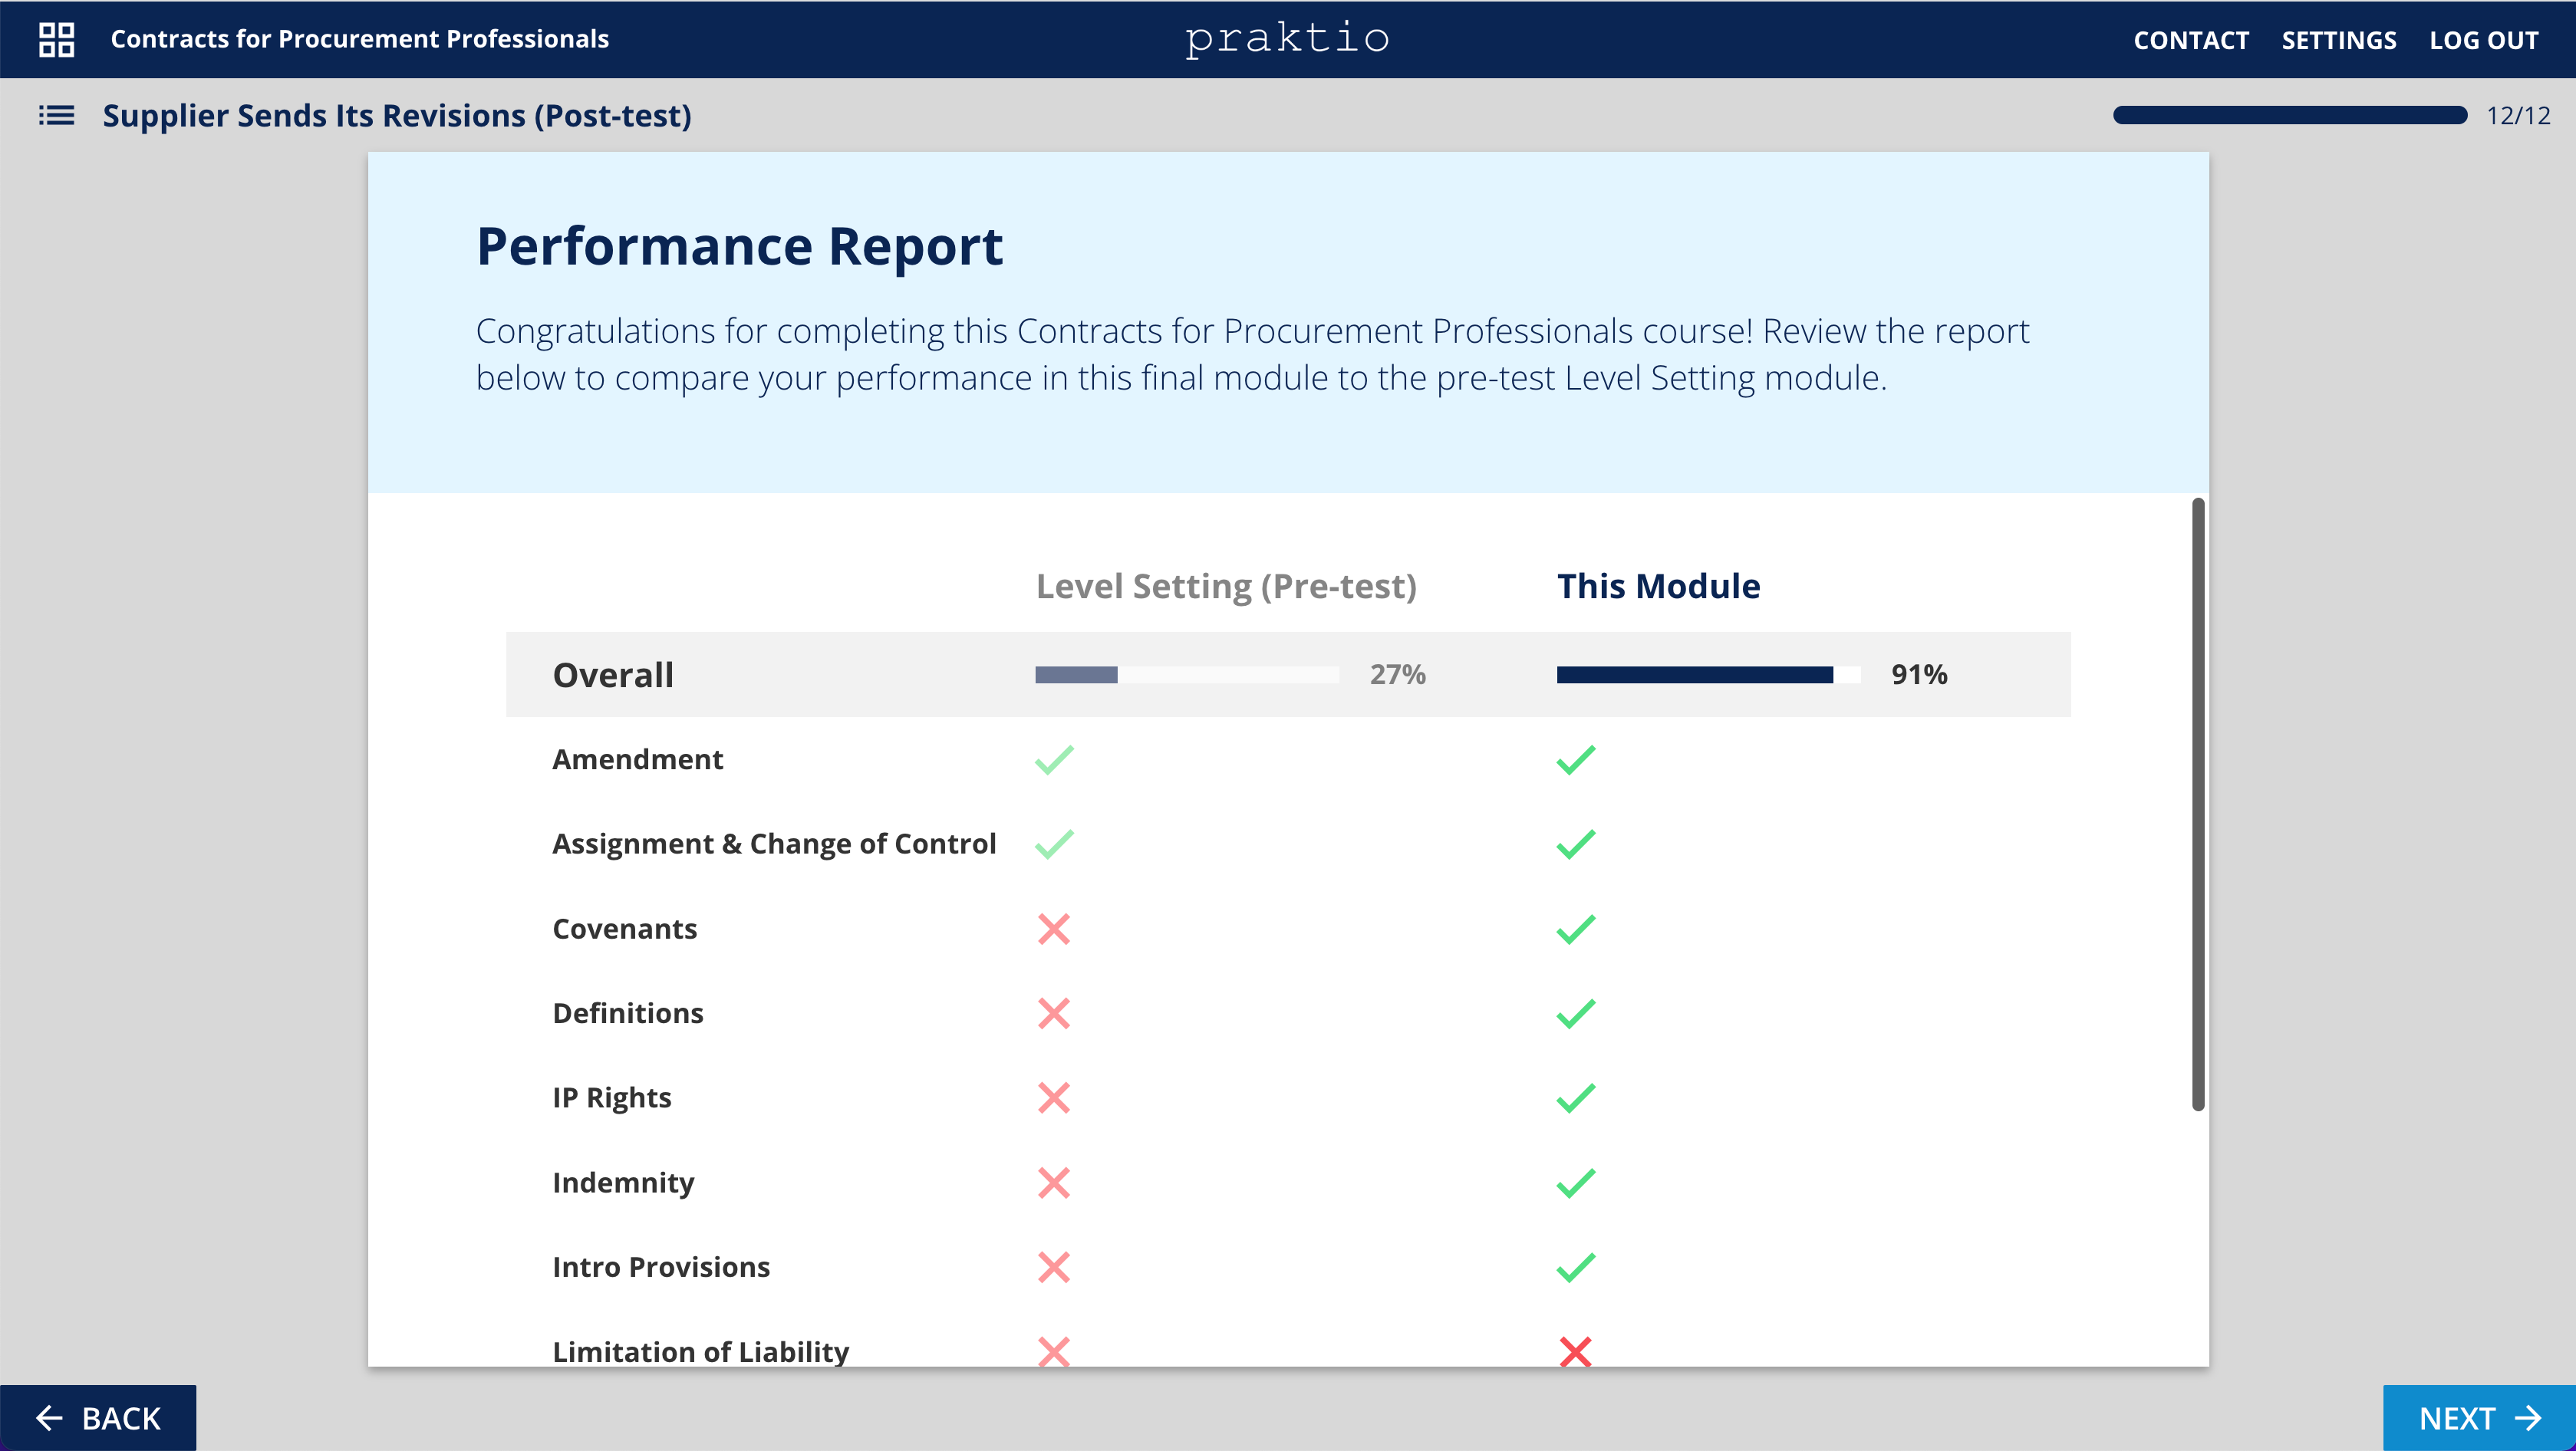 Contracts for Procurement Professionals
praktio
CONTACT SETTINGS LOG OUT
Supplier Sends Its Revisions (Post-test)
12/12
Performance Report
Congratulations for completing this Contracts for Procurement Professionals course! Review the report
below to compare your performance in this final module to the pre-test Level Setting module.
Level Setting (Pre-test) This Module
Overall 27% 91%
Amendment
Assignment & Change of Control
Covenants
Definitions
IP Rights
Indemnity
Intro Provisions
Limitation of Liability
BACK
NEXT